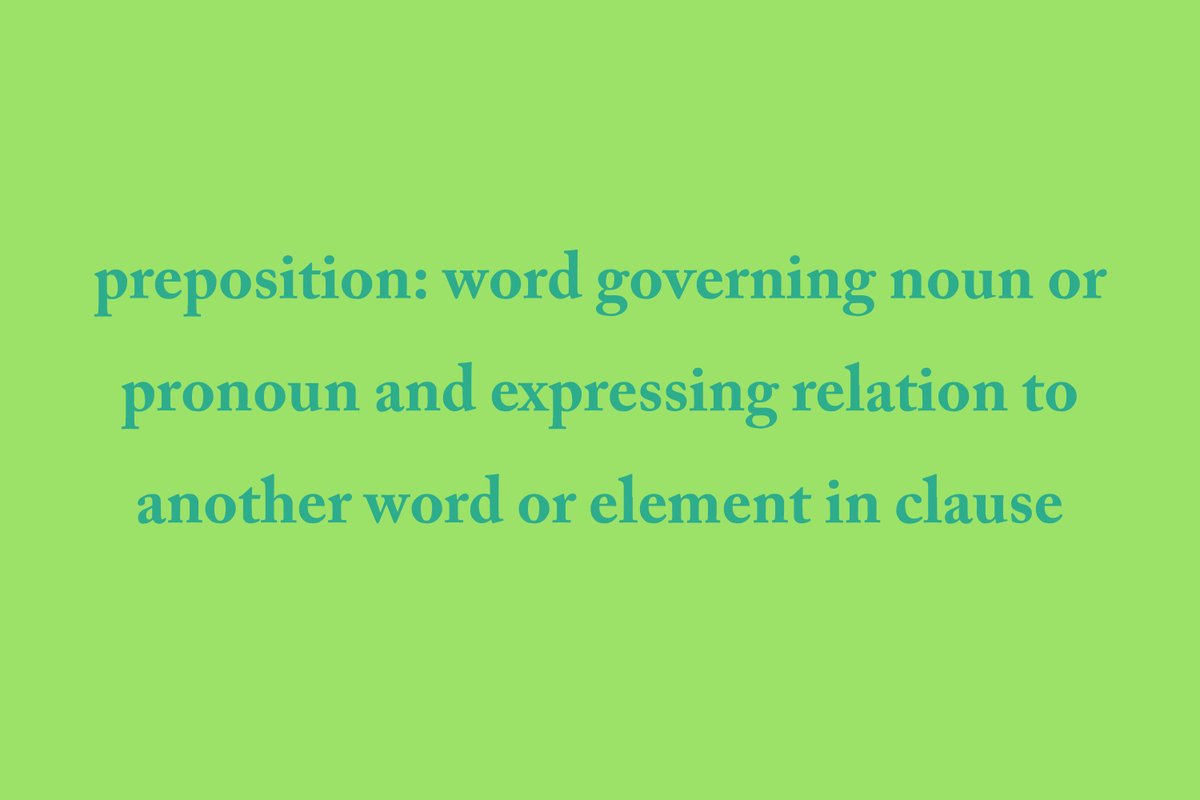 preposition: word governing noun or
pronoun and expressing relation to
another word or element in clause